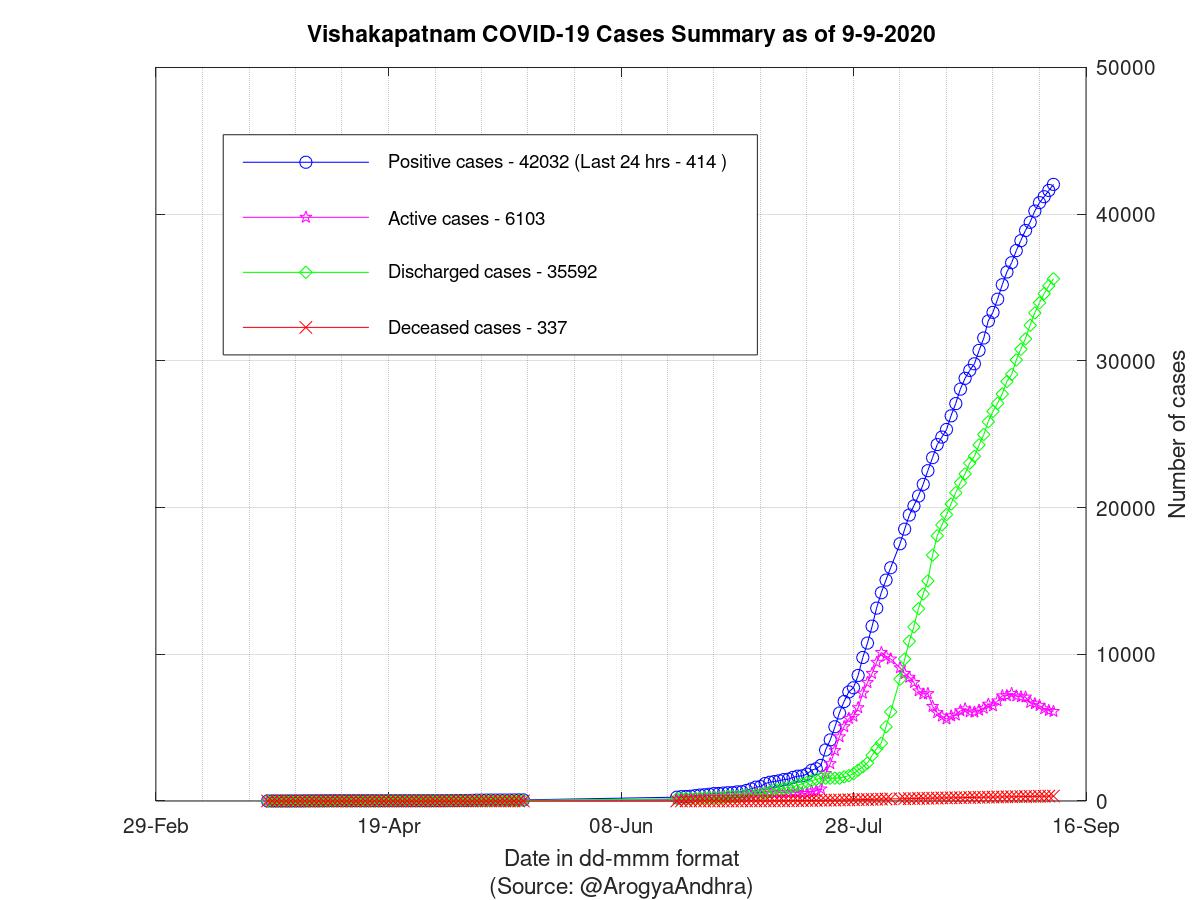 Vishakapatnam COVID-19 Cases Summary as of 9-9-2020
50000
Positive cases - 42032 (Last 24 hrs - 414 )
Active cases - 6103
Discharged cases - 35592
Deceased cases - 337
40000
30000
20000
10000
0
Number of cases
29-Feb
19-Apr
08-Jun
28-Jul
16-Sep
Date in dd-mmm format
(Source: @ArogyaAndhra)